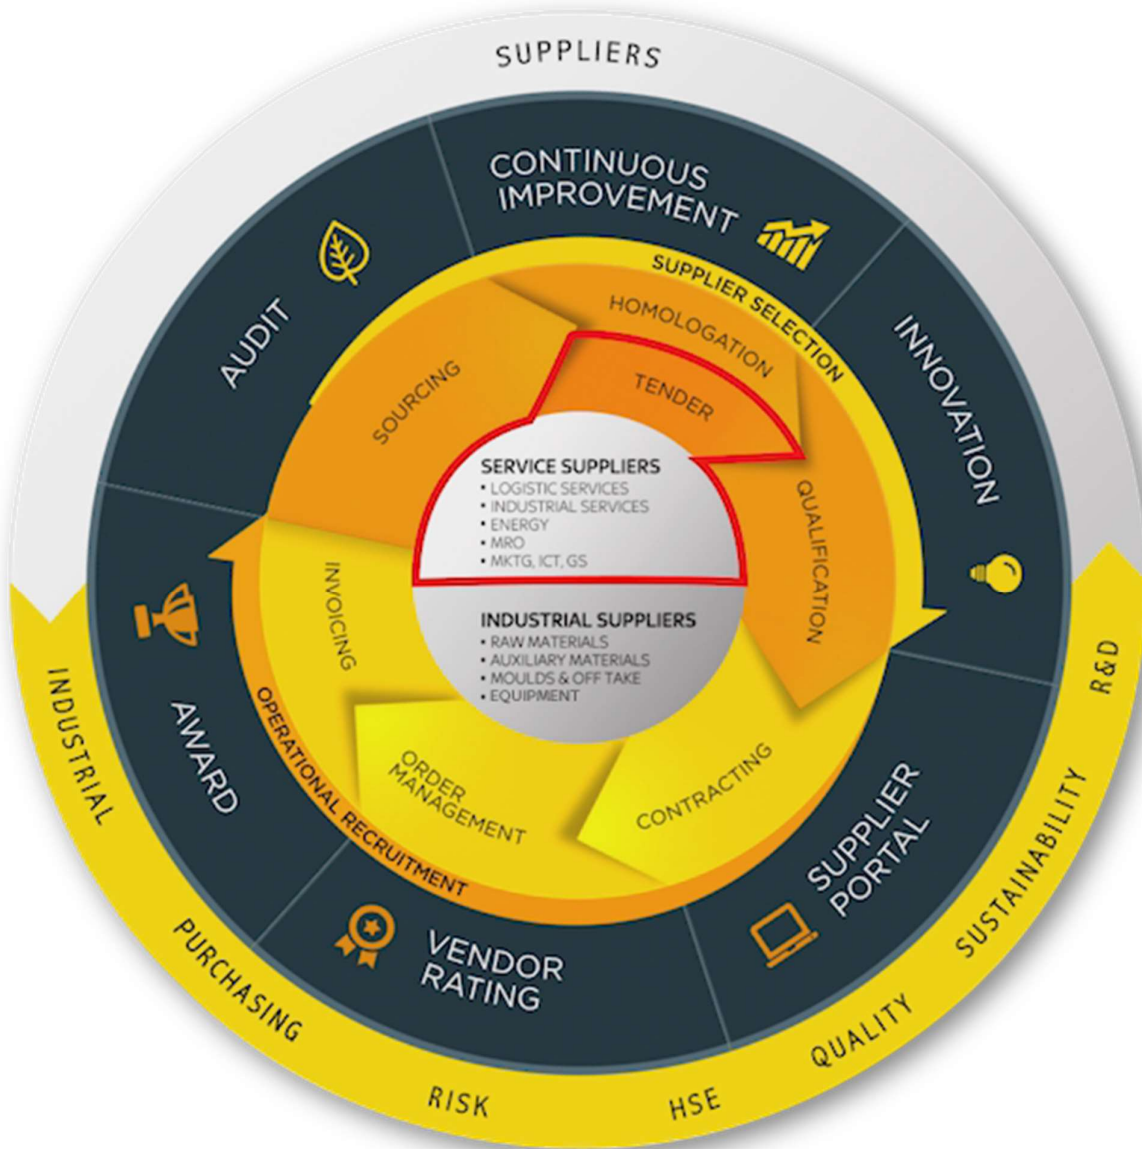 SUPPLIERS
CONTINUOUS
IMPROVEMENT
AUDIT
INNOVATION
SUPPLIER SELECTION
HOMOLOGATION
TENDER
SOURCING
QUALIFICATION
SERVICE SUPPLIERS
• LOGISTIC SERVICES
• INDUSTRIAL SERVICES
• ENERGY
• MRO
• MKTG, ICT, GS
INDUSTRIAL SUPPLIERS
• RAW MATERIALS
• AUXILIARY MATERIALS
• MOULDS & OFF TAKE
• EQUIPMENT
INVOICING
ORDER
MANAGEMENT
CONTRACTING
OPERATIONAL RECRUITMENT
AWARD
VENDOR
RATING
SUPPLIER
PORTAL
INDUSTRIAL
PURCHASING
RISK
HSE
QUALITY
SUSTAINABILITY
R&D